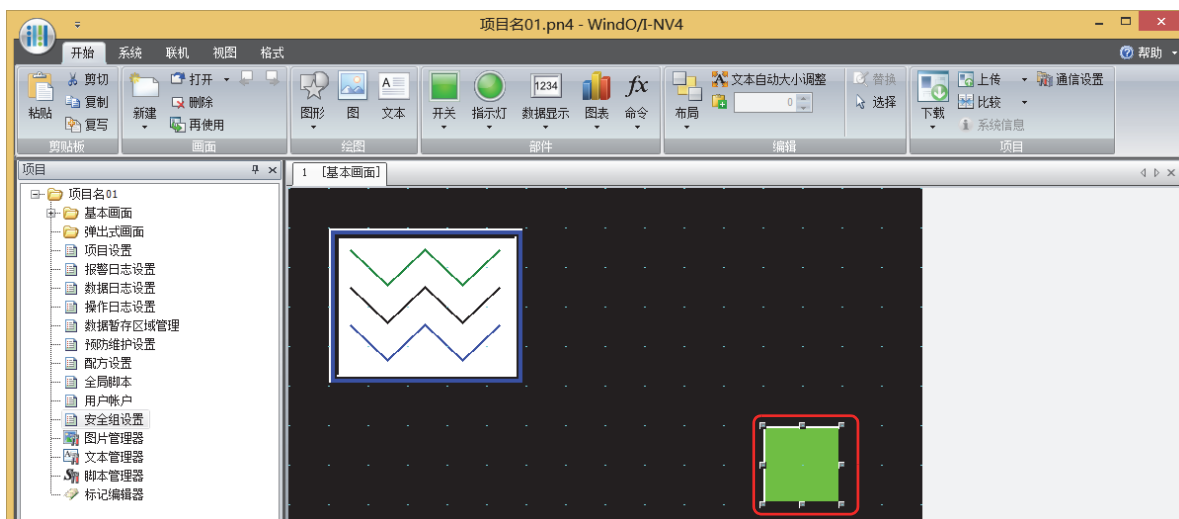 项目名01.pn4 - WindO/I-NV4
开始 系统 联机 视图 格式 帮助
剪切 打开 文本自动大小调整 替换 上传 通信设置
复制 删除 0 选择 比较
粘贴 复写 新建 再使用 图形 图 文本 开关 指示灯 数据显示 图表 命令 布局 下载 系统信息
A 1234 fx
剪贴板 画面 绘图 部件 编辑 项目
项目 1 [基本画面]
项目名01
基本画面
弹出式画面
项目设置
报警日志设置
数据日志设置
操作日志设置
数据暂存区域管理
预防维护设置
配方设置
全局脚本
用户帐户
安全组设置
图片管理器
文本管理器
脚本管理器
标记编辑器